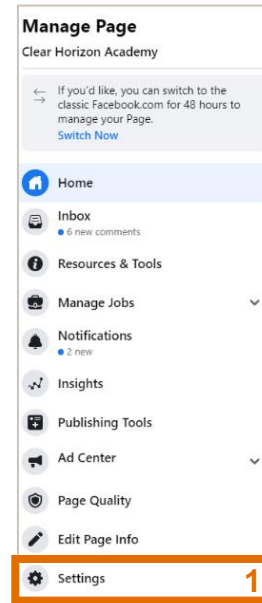 Manage Page
Clear Horizon Academy
If you'd like, you can switch to the
classic Facebook.com for 48 hours to
manage your Page.
Switch Now
Home
Inbox
6 new comments
Resources & Tools
Manage Jobs
Notifications
2 new
Insights
Publishing Tools
Ad Center
Page Quality
Edit Page Info
Settings 1